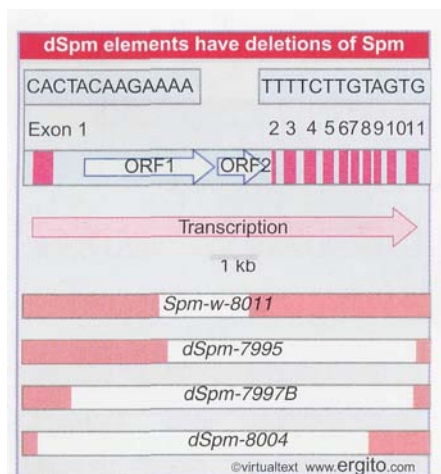 dSpm elements have deletions of Spm
CACTACAAGAAAA TTTTCTTGTAGTG
Exon 1 2 3 4 5 6 7 8 9 10 11
ORF1 ORF2
Transcription
1 kb
Spm-w-8011
dSpm-7995
dSpm-7997B
dSpm-8004
©virtualtext www.ergito.com